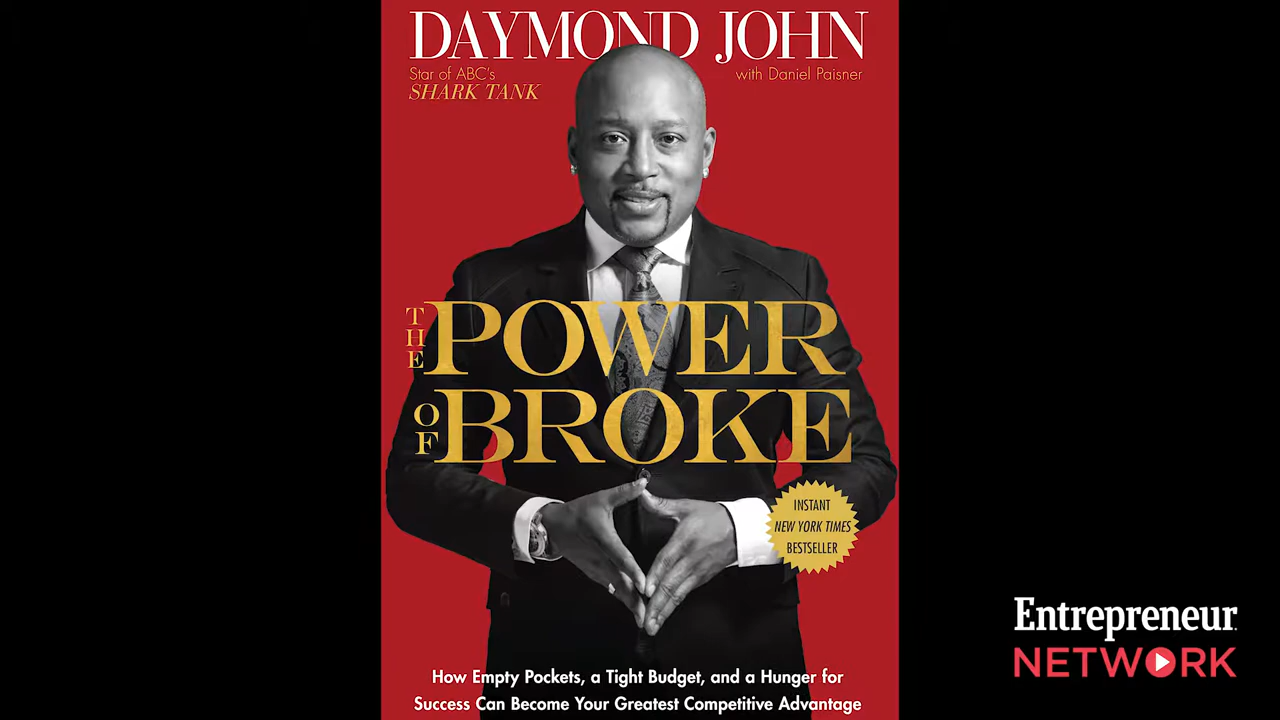 DAYMOND JOHN
Star of ABC's
SHARK TANK
with Daniel Paisner
THE POWER
OF BROKE
INSTANT
NEW YORK TIMES
BESTSELLER
How Empty Pockets, a Tight Budget, and a Hunger for
Success Can Become Your Greatest Competitive Advantage
Entrepreneur
NETWORK